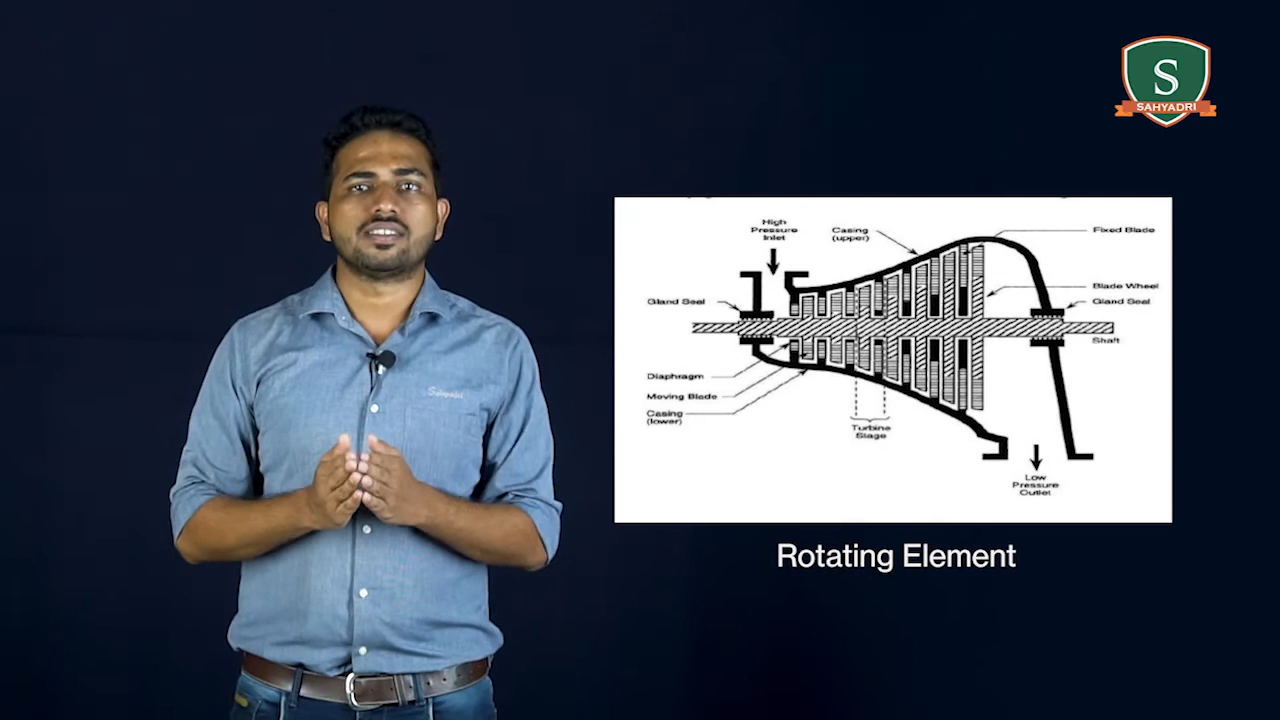 S
SAHYADRI
High
Pressure
Inlet
Casing
(upper)
Fixed Blade
Blade Wheel
Gland Seal
Gland Seal
Shaft
Diaphragm
Moving Blade
Casing
(lower)
Turbine
Stage
Low
Pressure
Outlet
Sahyadri
Rotating Element